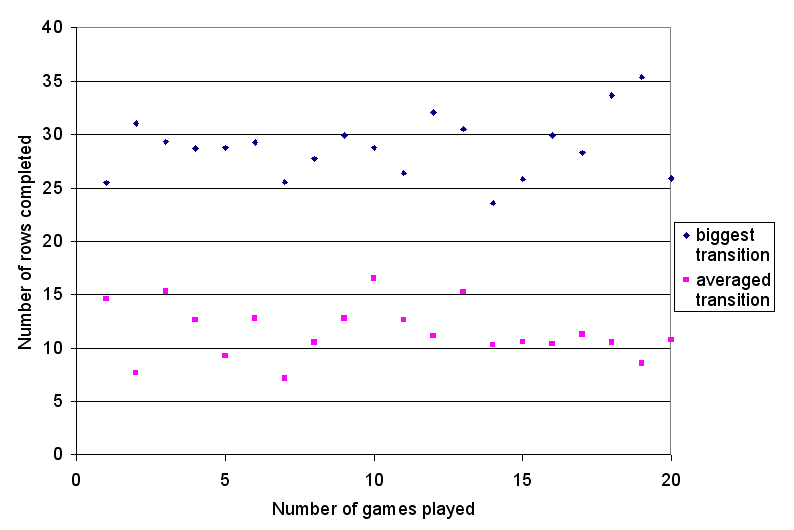 40
35
30
25
20
15
10
5
0
Number of rows completed
0 5 10 15 20
Number of games played
biggest
transition
averaged
transition